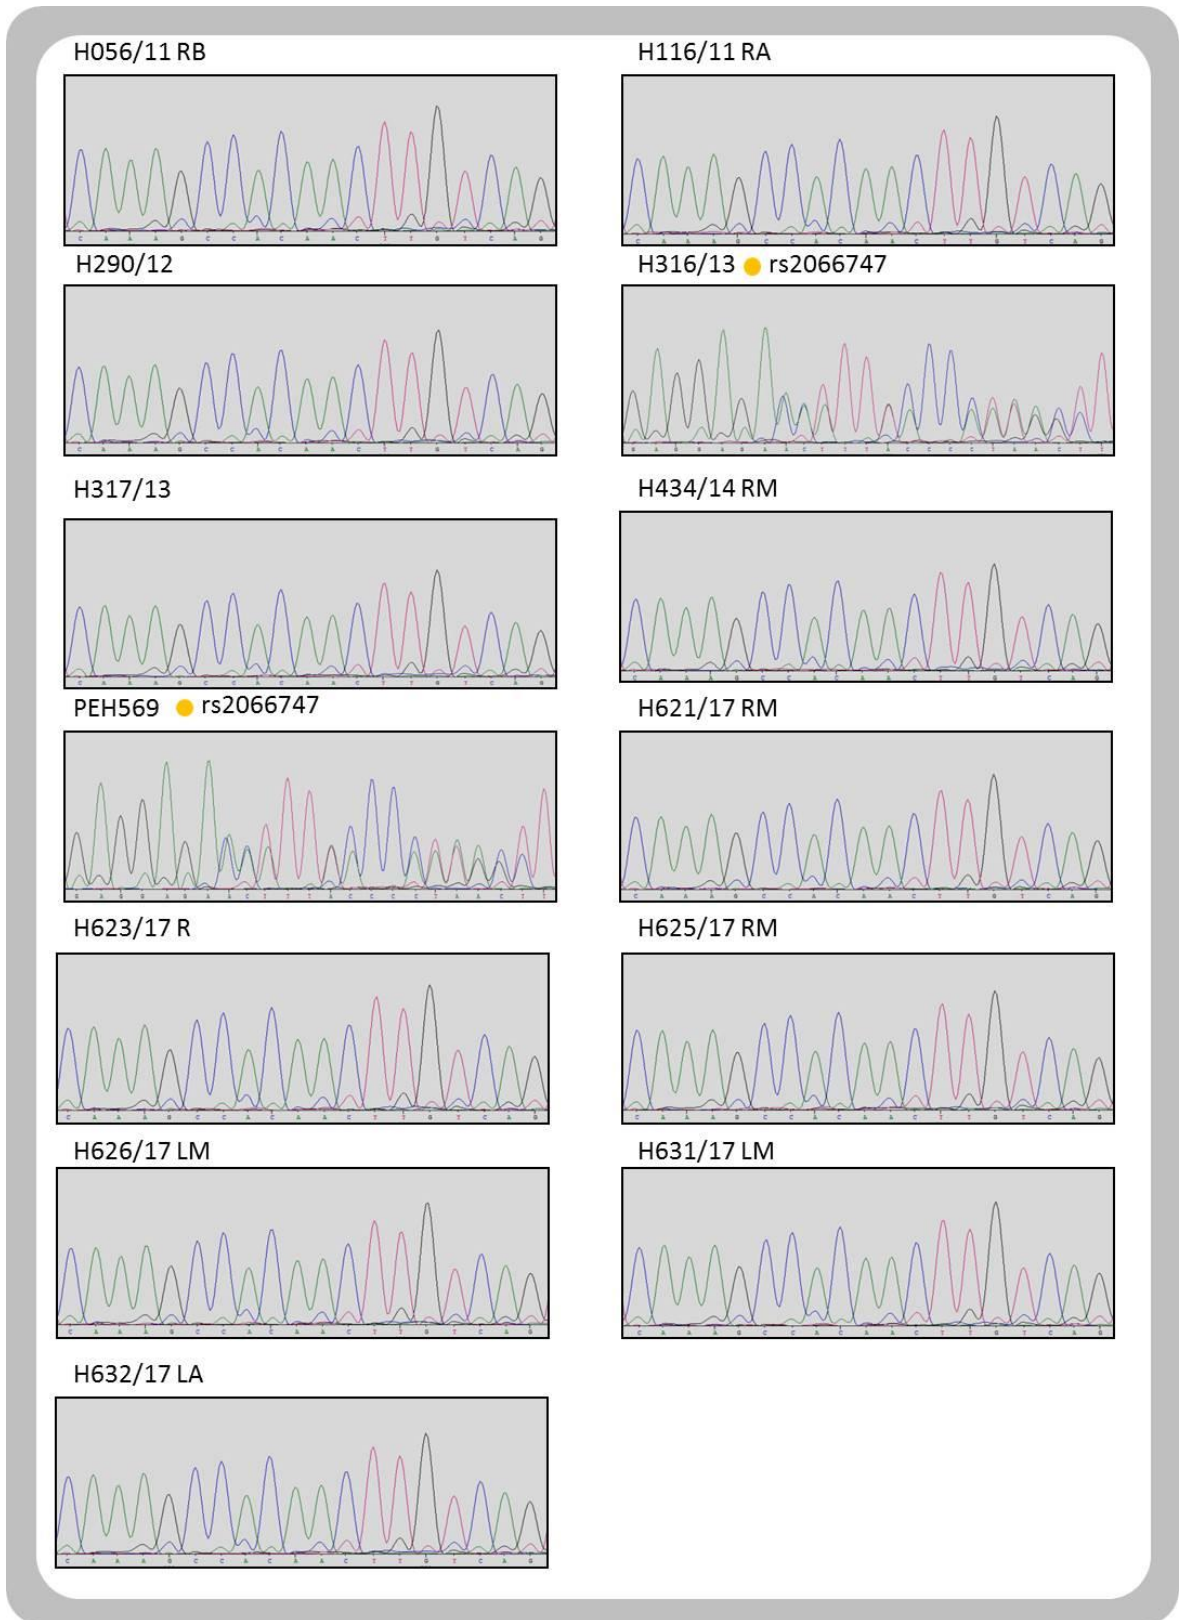 H056/11 RB
C A A A G C C A C A A C T T G T C A G
H116/11 RA
C A A A G C C A C A A C T T G T C A G
H290/12
C A A A G C C A C A A C T T G T C A G
H316/13 rs2066747
G A G G A G A A C T T T A C C C C T A A C T T
H317/13
C A A A G C C A C A A C T T G T C A G
H434/14 RM
C A A A G C C A C A A C T T G T C A G
PEH569 rs2066747
G A G G A G A A C T T T A C C C C T A A C T T
H621/17 RM
C A A A G C C A C A A C T T G T C A G
H623/17 R
C A A A G C C A C A A C T T G T C A G
H625/17 RM
C A A A G C C A C A A C T T G T C A G
H626/17 LM
C A A A G C C A C A A C T T G T C A G
H631/17 LM
C A A A G C C A C A A C T T G T C A G
H632/17 LA
C A A A G C C A C A A C T T G T C A G